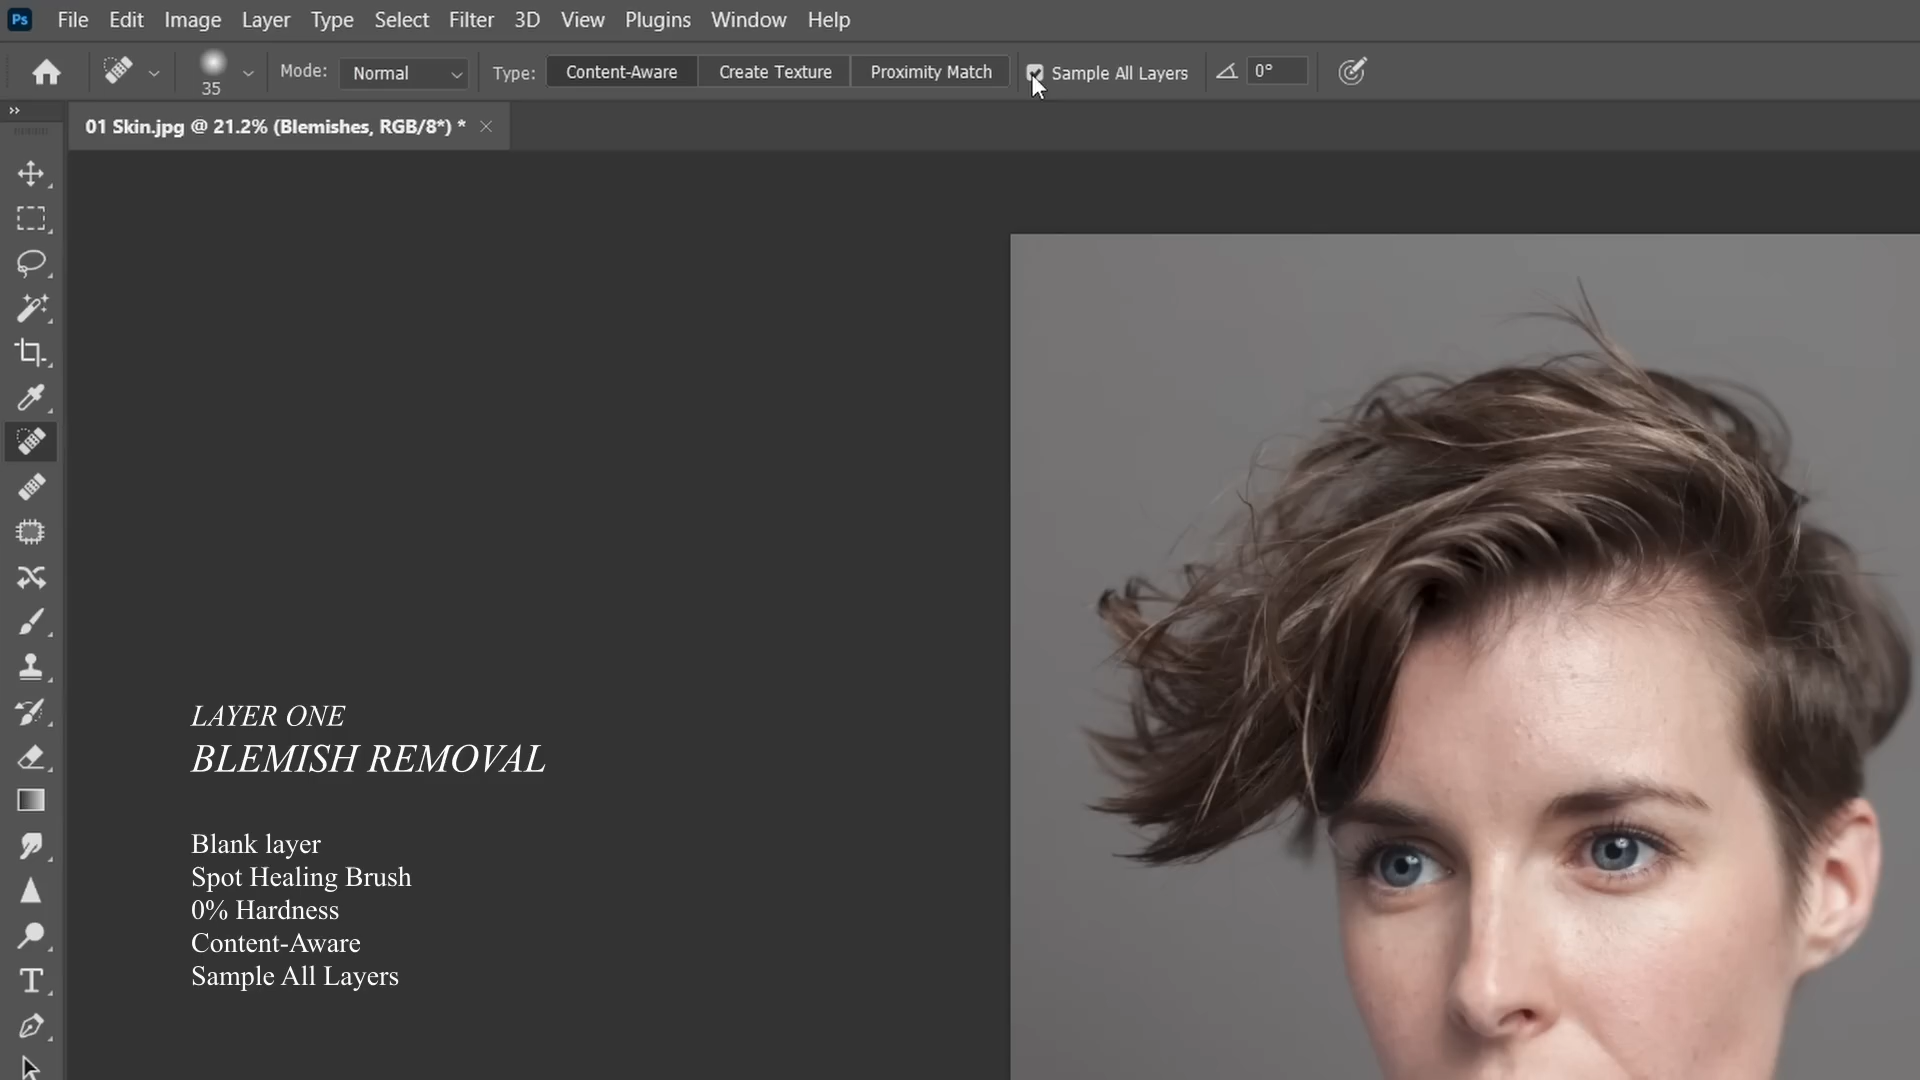 Ps File Edit Image Layer Type Select Filter 3D View Plugins Window Help
35 Mode: Normal Type: Content-Aware Create Texture Proximity Match Sample All Layers 0°
01 Skin.jpg @ 21.2% (Blemishes, RGB/8*) *
LAYER ONE
BLEMISH REMOVAL
Blank layer
Spot Healing Brush
0% Hardness
Content-Aware
Sample All Layers